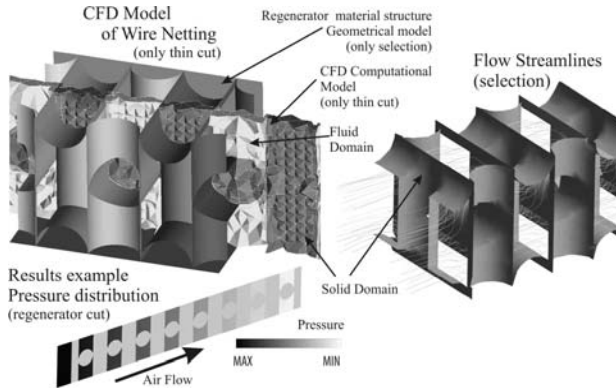 CFD Model
of Wire Netting
(only thin cut)
Regenerator material structure
Geometrical model
(only selection)
CFD Computational
Model
(only thin cut)
Fluid
Domain
Flow Streamlines
(selection)
Solid Domain
Results example
Pressure distribution
(regenerator cut)
Pressure
MAX
MIN
Air Flow